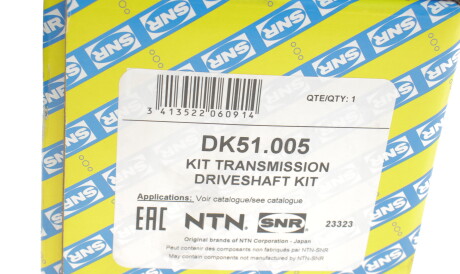 SNR
QTE/QTY: 1
3 413522 060914
DK51.005
KIT TRANSMISSION
DRIVESHAFT KIT
Applications: Voir catalogue/see catalogue
EAC NTN SNR 23323
Original brands of NTN Corporation - Japan
Peut contenir des composants non fabriqués par NTN-SNR
May contain components not manufactured by NTN-SNR